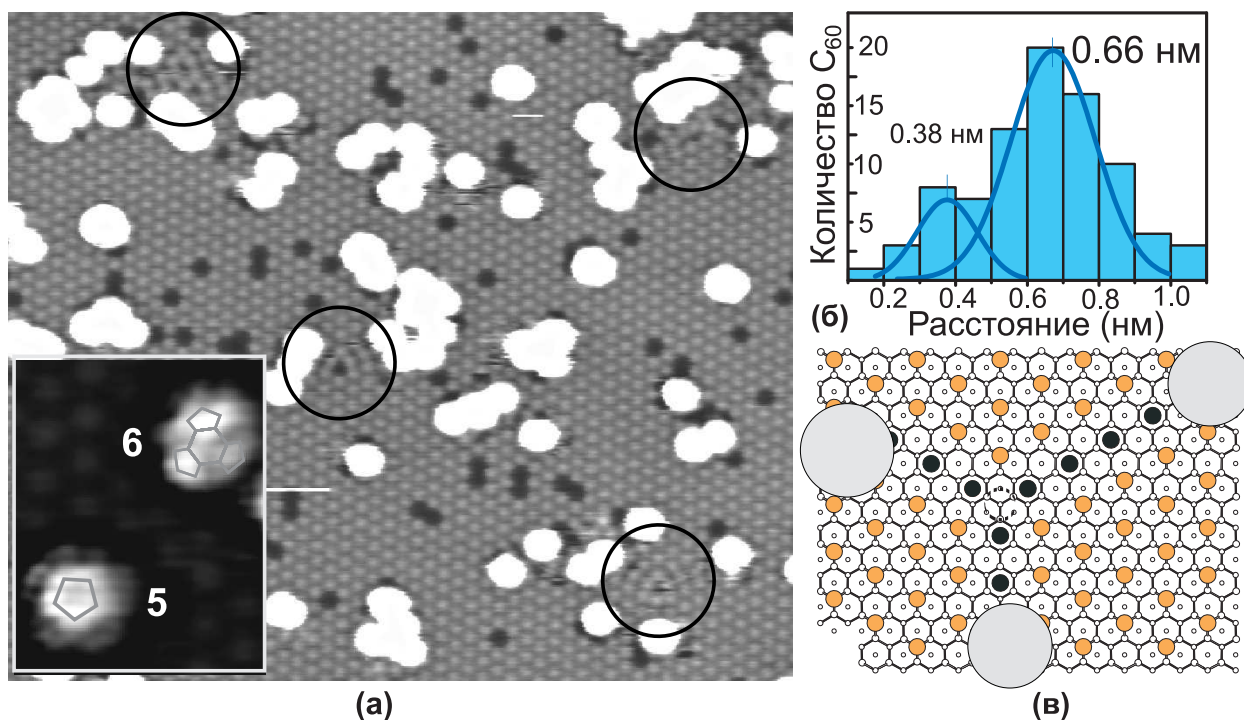 6
5
(а)
Количество C60
20
15
10
5
0.66 нм
0.38 нм
0.2 0.4 0.6 0.8 1.0
Расстояние (нм)
(б)
(в)